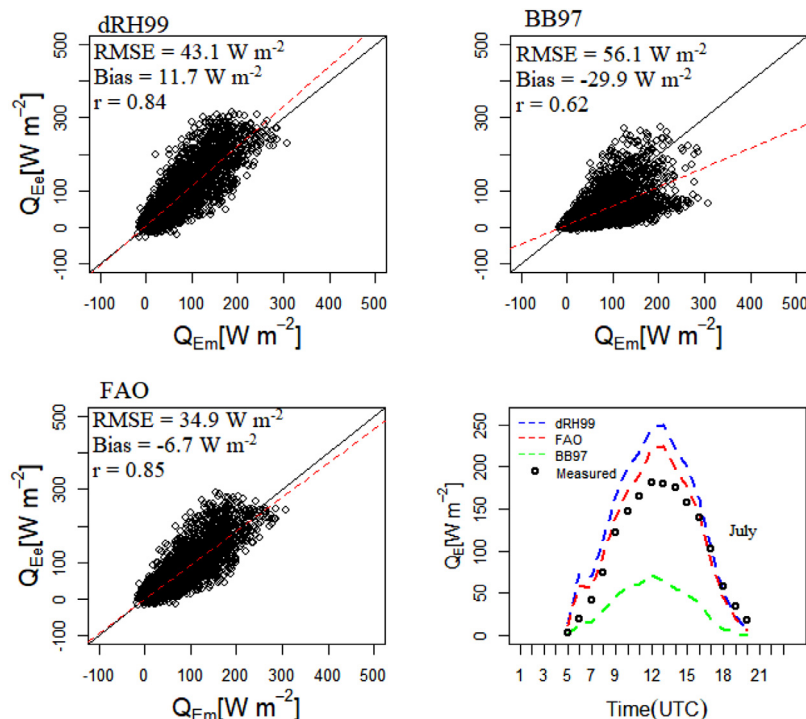 dRH99
RMSE = 43.1 W m-2
Bias = 11.7 W m-2
r = 0.84
500
300
100
0
-100
QEe[W m−2]
-100 0 100 200 300 400 500
QEm[W m−2]
BB97
RMSE = 56.1 W m-2
Bias = -29.9 W m-2
r = 0.62
500
300
100
0
-100
QEe[W m−2]
-100 0 100 200 300 400 500
QEm[W m−2]
FAO
RMSE = 34.9 W m-2
Bias = -6.7 W m-2
r = 0.85
500
300
100
0
-100
QEe[W m−2]
-100 0 100 200 300 400 500
QEm[W m−2]
dRH99
FAO
BB97
Measured
July
250
200
150
100
50
0
QE[W m−2]
1 3 5 7 9 12 15 18 21
Time(UTC)